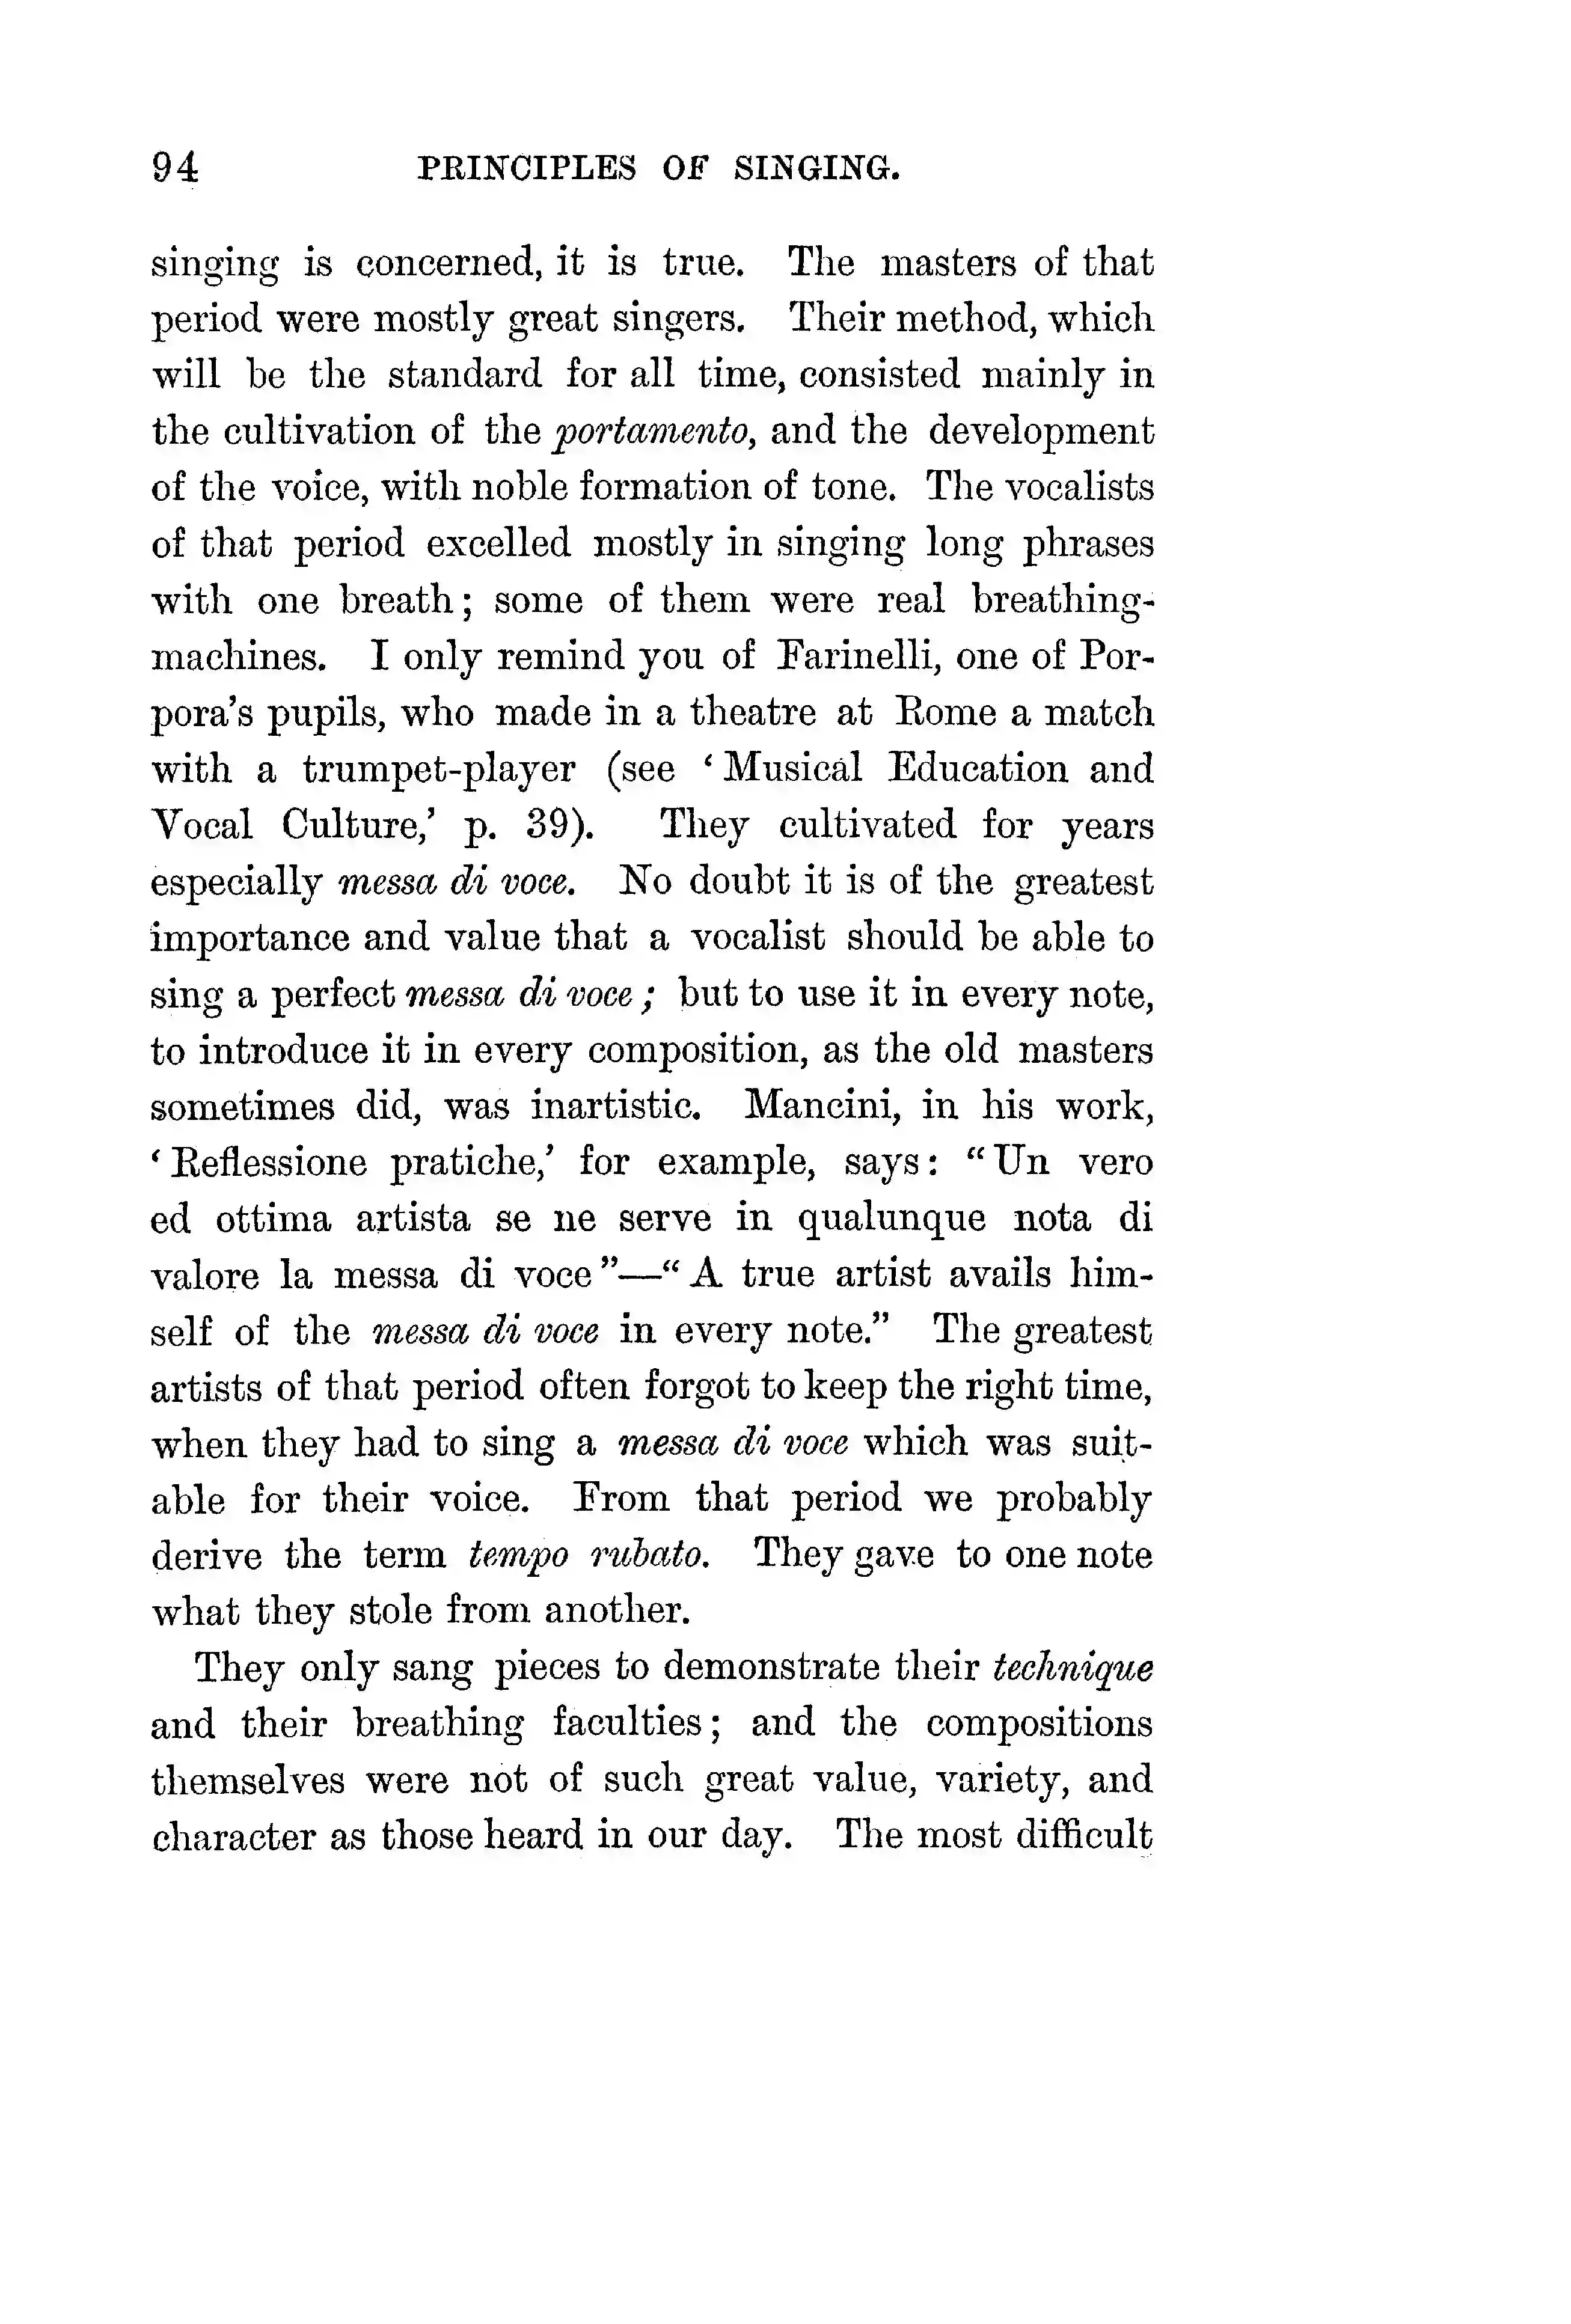 94 PRINCIPLES OF SINGING.
singing is concerned, it is true. The masters of that
period were mostly great singers. Their method, which
will be the standard for all time, consisted mainly in
the cultivation of the portamento, and the development
of the voice, with noble formation of tone. The vocalists
of that period excelled mostly in singing long phrases
with one breath; some of them were real breathing-
machines. I only remind you of Farinelli, one of Por-
pora's pupils, who made in a theatre at Rome a match
with a trumpet-player (see ‘Musical Education and
Vocal Culture,’ p. 39). They cultivated for years
especially messa di voce. No doubt it is of the greatest
importance and value that a vocalist should be able to
sing a perfect messa di voce; but to use it in every note,
to introduce it in every composition, as the old masters
sometimes did, was inartistic. Mancini, in his work,
‘Reflessione pratiche,’ for example, says: “Un vero
ed ottima artista se ne serve in qualunque nota di
valore la messa di voce”—“A true artist avails him-
self of the messa di voce in every note.” The greatest
artists of that period often forgot to keep the right time,
when they had to sing a messa di voce which was suit-
able for their voice. From that period we probably
derive the term tempo rubato. They gave to one note
what they stole from another.
They only sang pieces to demonstrate their technique
and their breathing faculties; and the compositions
themselves were not of such great value, variety, and
character as those heard in our day. The most difficult